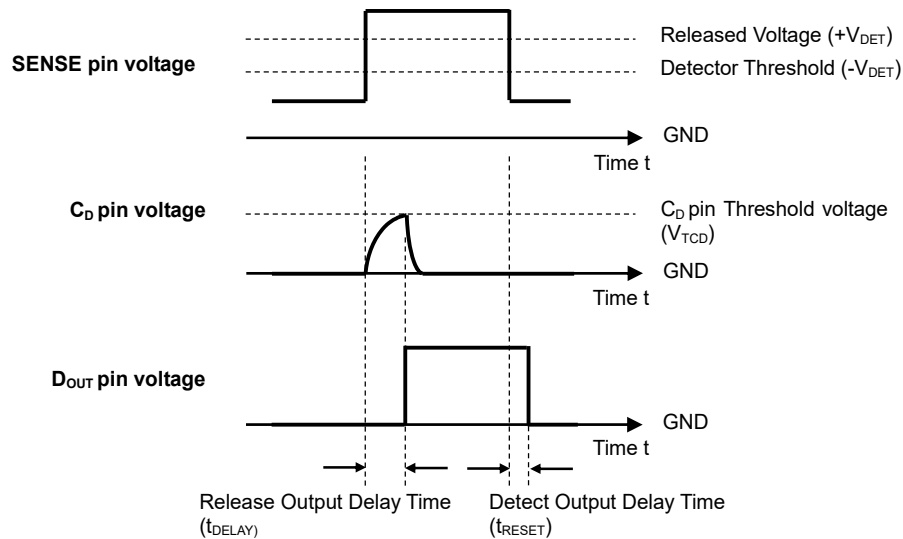 Released Voltage (+VDET)
SENSE pin voltage
Detector Threshold (-VDET)
GND
Time t
CD pin voltage
CD pin Threshold voltage
(VTCD)
GND
Time t
DOUT pin voltage
GND
Time t
Release Output Delay Time
(tDELAY)
Detect Output Delay Time
(tRESET)